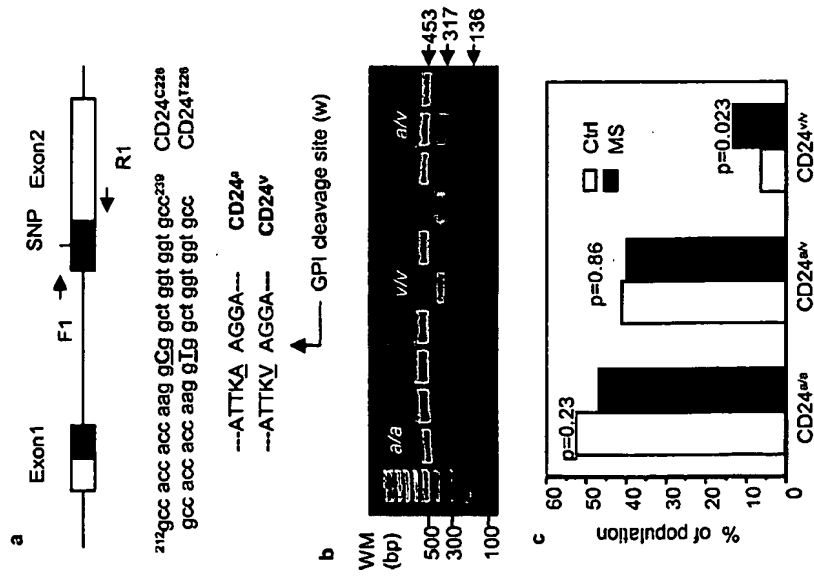 a
Exon1
SNP
Exon2
F1
R1
212gcc acc acc aag gCg gct ggt ggt gcc239 CD24C226
gcc acc acc aag gTg gct ggt ggt gcc CD24T226
---ATTKA AGGA--- CD24a
---ATTKV AGGA--- CD24v
GPI cleavage site (w)
b
WM
(bp)
a/a
v/v
a/v
500
300
100
453
317
136
c
% of population
60
50
40
30
20
10
0
p=0.23
p=0.86
p=0.023
Ctrl
MS
CD24a/a
CD24a/v
CD24v/v